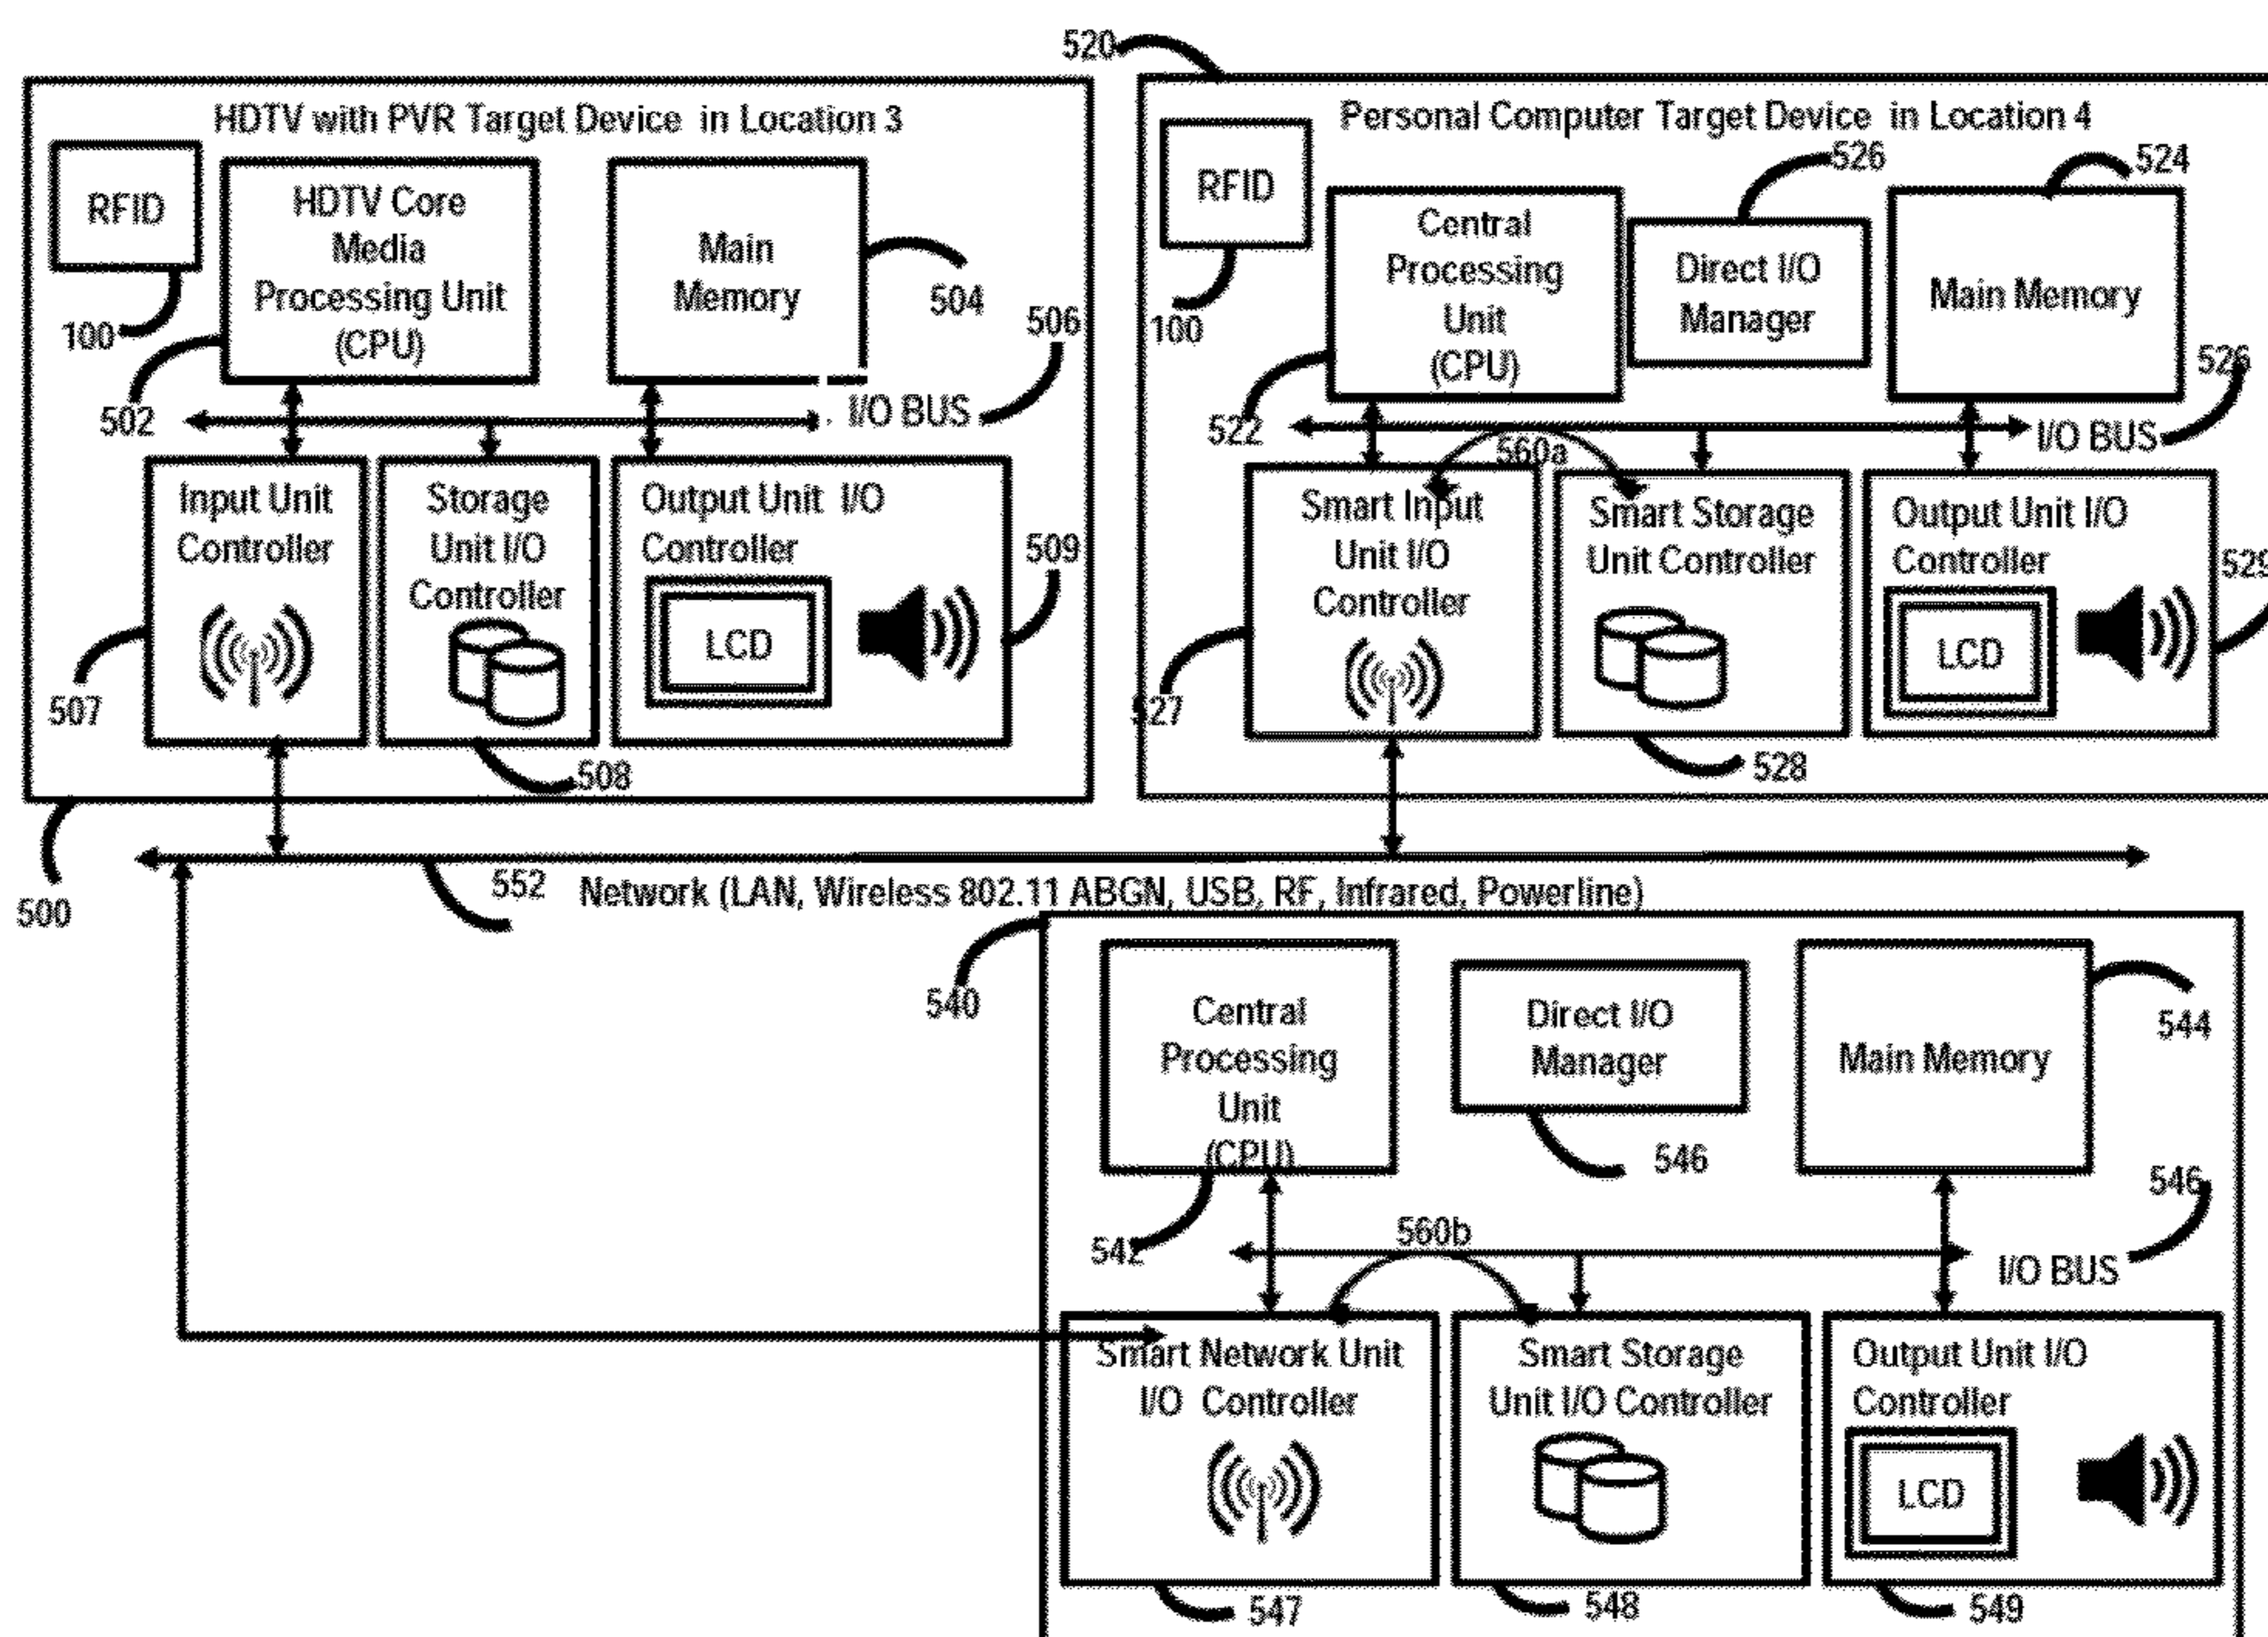 520
HDTV with PVR Target Device in Location 3
RFID
100
HDTV Core
Media
Processing Unit
(CPU)
502
Main
Memory
504
506
I/O BUS
Input Unit
Controller
507
Storage
Unit I/O
Controller
508
Output Unit I/O
Controller
LCD
509
500
Personal Computer Target Device in Location 4
RFID
100
Central
Processing
Unit
(CPU)
522
526
Direct I/O
Manager
524
Main Memory
526
I/O BUS
560a
Smart Input
Unit I/O
Controller
527
Smart Storage
Unit Controller
528
Output Unit I/O
Controller
LCD
529
552
Network (LAN, Wireless 802.11 ABGN, USB, RF, Infrared, Powerline)
540
Central
Processing
Unit
(CPU)
542
Direct I/O
Manager
546
Main Memory
544
546
I/O BUS
560b
Smart Network Unit
I/O Controller
547
Smart Storage
Unit I/O Controller
548
Output Unit I/O
Controller
LCD
549